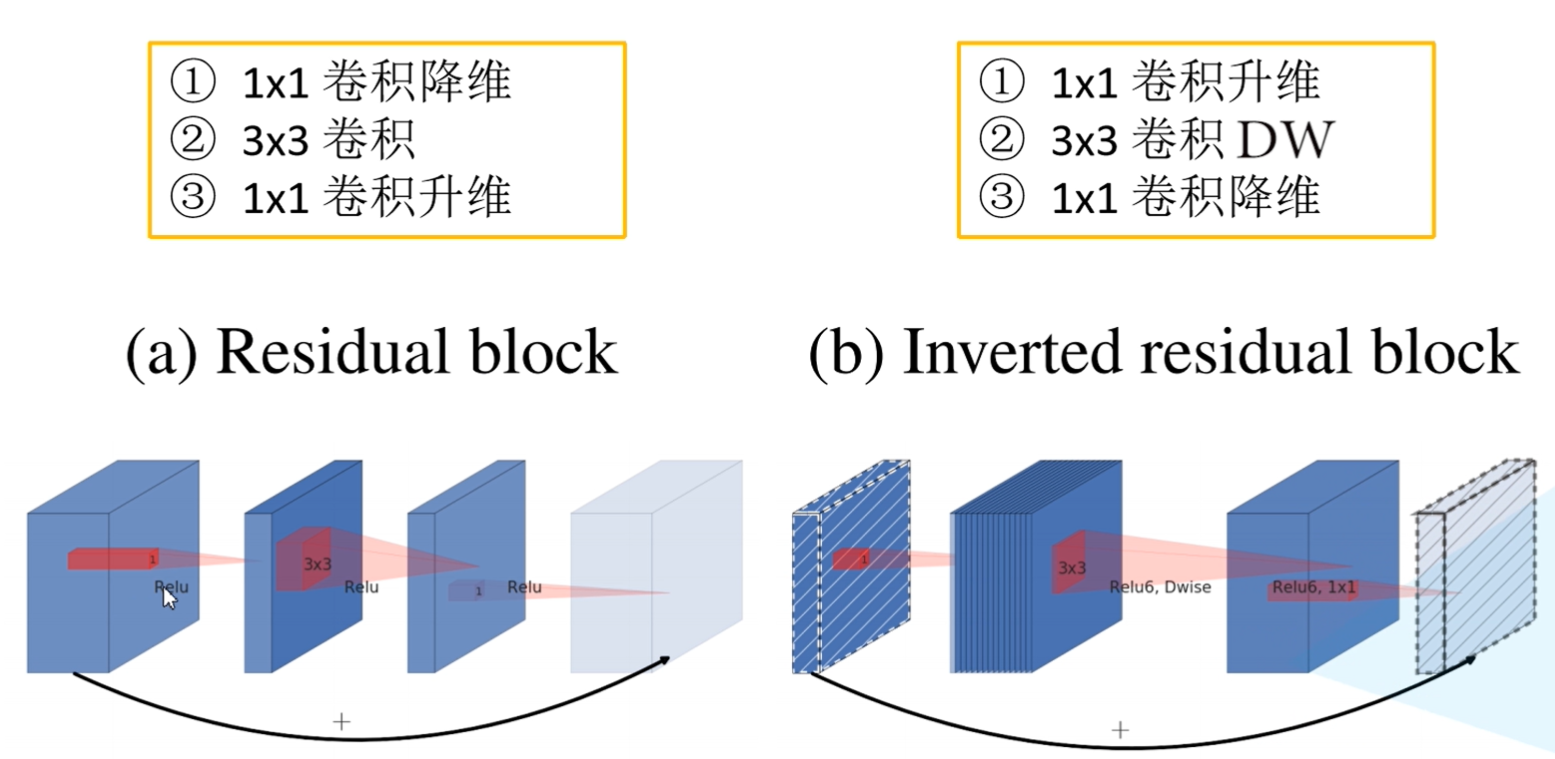 ① 1x1 卷积降维
② 3x3 卷积
③ 1x1 卷积升维
① 1x1 卷积升维
② 3x3 卷积 DW
③ 1x1 卷积降维
(a) Residual block
(b) Inverted residual block
1
Relu
3x3
Relu
1
Relu
+
1
3x3
Relu6, Dwise
Relu6, 1x1
+